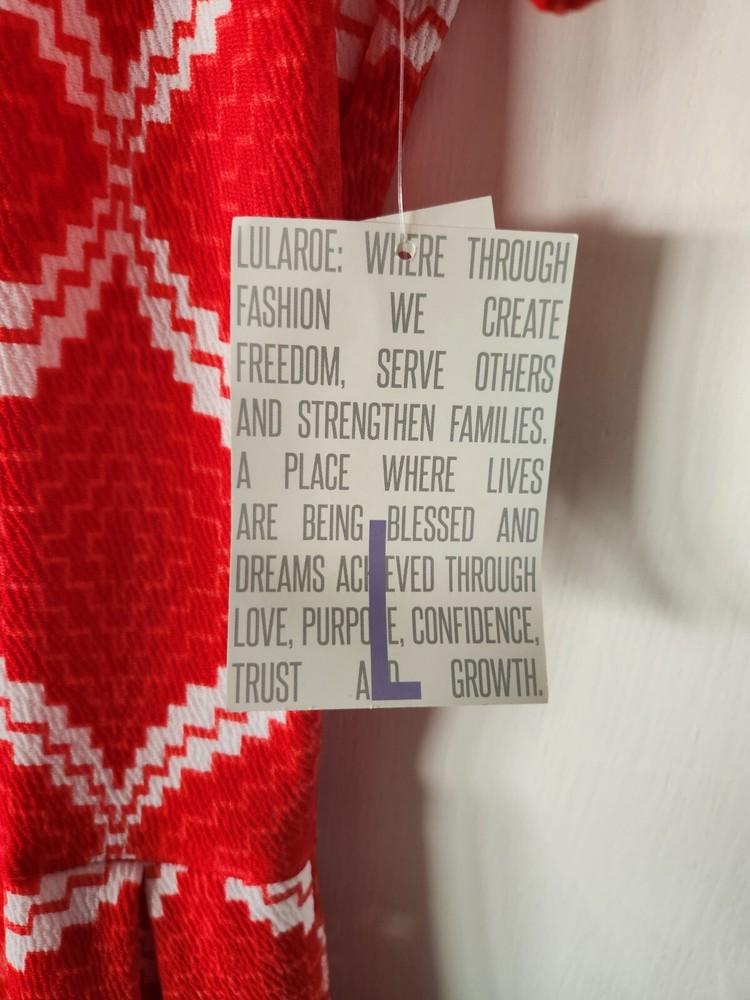 LULAROE: WHERE THROUGH
FASHION WE CREATE
FREEDOM, SERVE OTHERS
AND STRENGTHEN FAMILIES.
A PLACE WHERE LIVES
ARE BEING BLESSED AND
DREAMS ACHIEVED THROUGH
LOVE, PURPOSE, CONFIDENCE,
TRUST AND GROWTH.
L